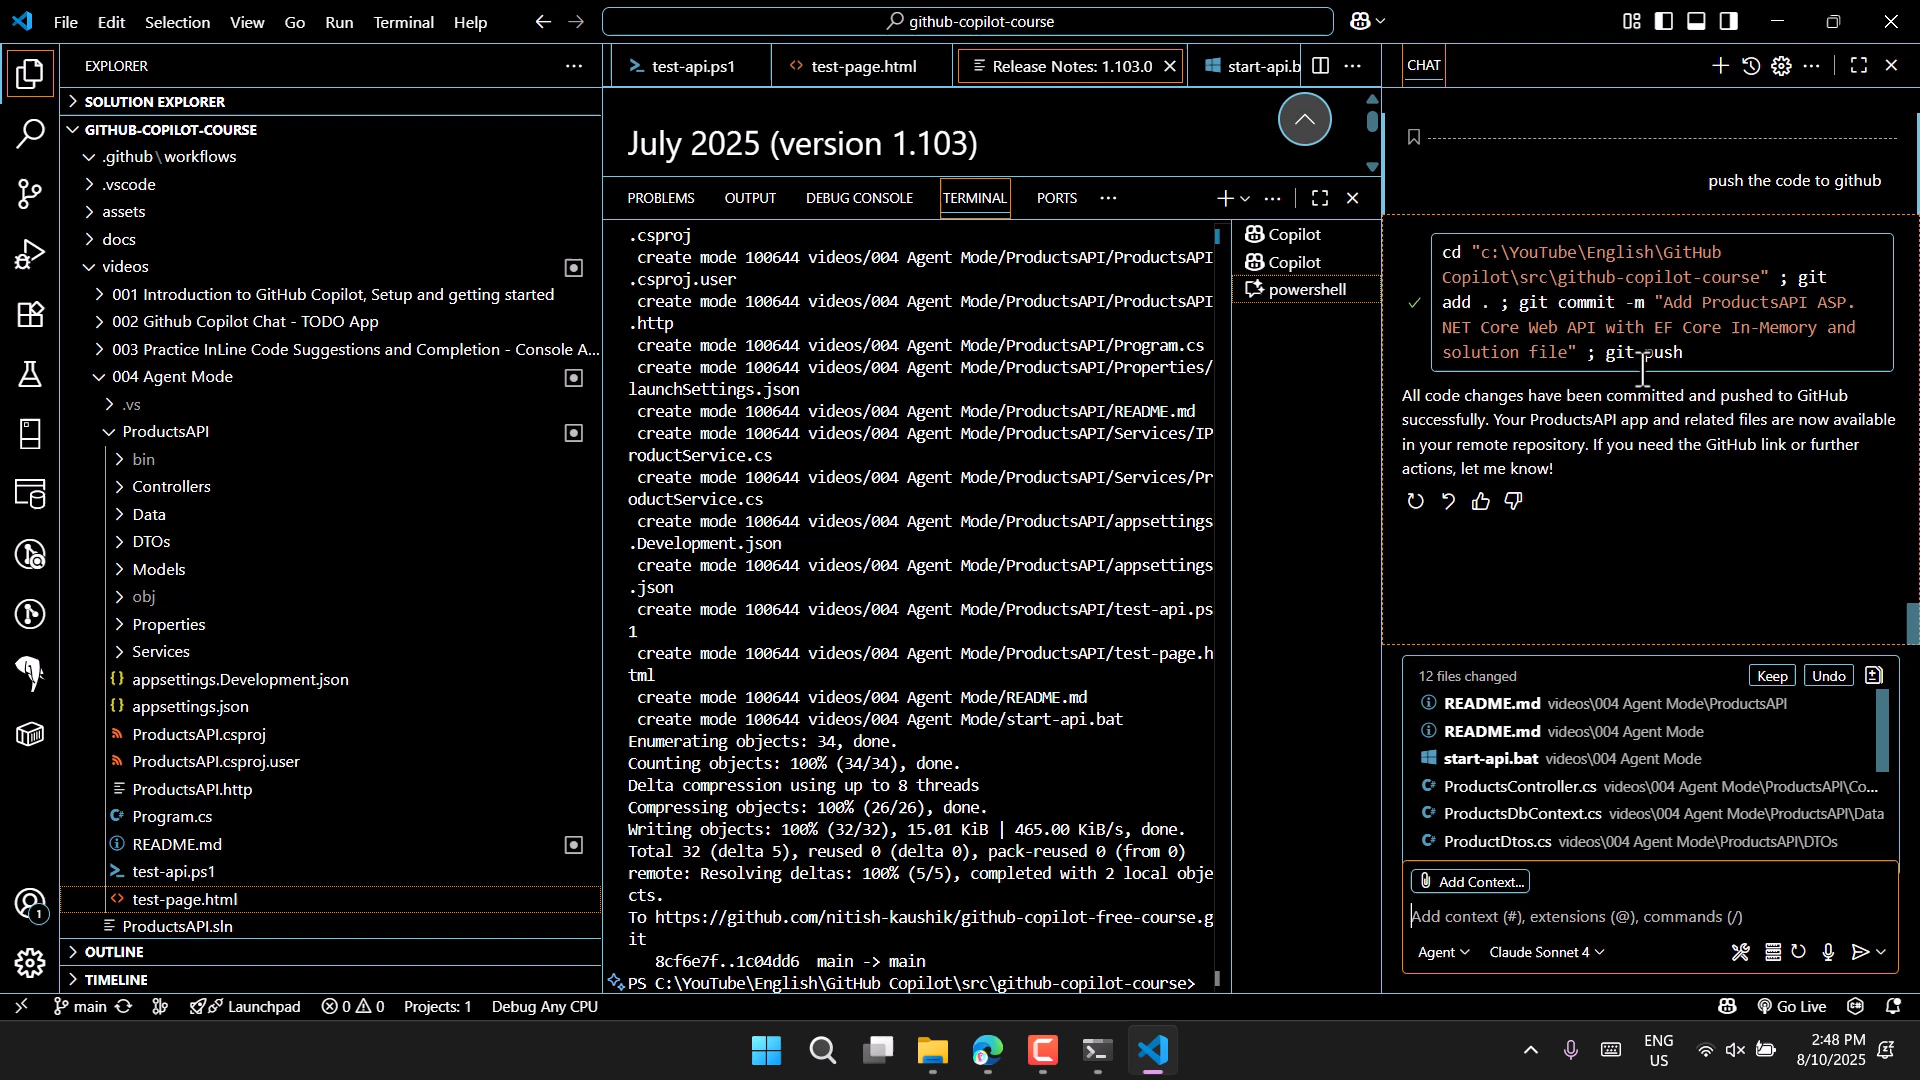 File Edit Selection View Go Run Terminal Help
github-copilot-course
EXPLORER
SOLUTION EXPLORER
GITHUB-COPILOT-COURSE
.github\workflows
.vscode
assets
docs
videos
001 Introduction to GitHub Copilot, Setup and getting started
002 Github Copilot Chat - TODO App
003 Practice InLine Code Suggestions and Completion - Console A...
004 Agent Mode
.vs
ProductsAPI
bin
Controllers
Data
DTOs
Models
obj
Properties
Services
appsettings.Development.json
appsettings.json
ProductsAPI.csproj
ProductsAPI.csproj.user
ProductsAPI.http
Program.cs
README.md
test-api.ps1
test-page.html
ProductsAPI.sln
OUTLINE
TIMELINE
test-api.ps1
test-page.html
Release Notes: 1.103.0
start-api.b
July 2025 (version 1.103)
PROBLEMS OUTPUT DEBUG CONSOLE TERMINAL PORTS
.csproj
create mode 100644 videos/004 Agent Mode/ProductsAPI/ProductsAPI
.csproj.user
create mode 100644 videos/004 Agent Mode/ProductsAPI/ProductsAPI
.http
create mode 100644 videos/004 Agent Mode/ProductsAPI/Program.cs
create mode 100644 videos/004 Agent Mode/ProductsAPI/Properties/
launchSettings.json
create mode 100644 videos/004 Agent Mode/ProductsAPI/README.md
create mode 100644 videos/004 Agent Mode/ProductsAPI/Services/IP
roductService.cs
create mode 100644 videos/004 Agent Mode/ProductsAPI/Services/Pr
oductService.cs
create mode 100644 videos/004 Agent Mode/ProductsAPI/appsettings
.Development.json
create mode 100644 videos/004 Agent Mode/ProductsAPI/appsettings
.json
create mode 100644 videos/004 Agent Mode/ProductsAPI/test-api.ps
1
create mode 100644 videos/004 Agent Mode/ProductsAPI/test-page.h
tml
create mode 100644 videos/004 Agent Mode/README.md
create mode 100644 videos/004 Agent Mode/start-api.bat
Enumerating objects: 34, done.
Counting objects: 100% (34/34), done.
Delta compression using up to 8 threads
Compressing objects: 100% (26/26), done.
Writing objects: 100% (32/32), 15.01 KiB | 465.00 KiB/s, done.
Total 32 (delta 5), reused 0 (delta 0), pack-reused 0 (from 0)
remote: Resolving deltas: 100% (5/5), completed with 2 local obje
cts.
To https://github.com/nitish-kaushik/github-copilot-free-course.g
it
8cf6e7f..1c04dd6 main -> main
PS C:\YouTube\English\GitHub Copilot\src\github-copilot-course>
Copilot
Copilot
powershell
CHAT
push the code to github
cd "c:\YouTube\English\GitHub
Copilot\src\github-copilot-course" ; git
add . ; git commit -m "Add ProductsAPI ASP.
NET Core Web API with EF Core In-Memory and
solution file" ; git push
All code changes have been committed and pushed to GitHub
successfully. Your ProductsAPI app and related files are now available
in your remote repository. If you need the GitHub link or further
actions, let me know!
12 files changed
Keep
Undo
README.md videos\004 Agent Mode\ProductsAPI
README.md videos\004 Agent Mode
start-api.bat videos\004 Agent Mode
ProductsController.cs videos\004 Agent Mode\ProductsAPI\Co...
ProductsDbContext.cs videos\004 Agent Mode\ProductsAPI\Data
ProductDtos.cs videos\004 Agent Mode\ProductsAPI\DTOs
Add Context...
Add context (#), extensions (@), commands (/)
Agent
Claude Sonnet 4
main
Launchpad
0 0
Projects: 1
Debug Any CPU
Go Live
1
ENG
US
2:48 PM
8/10/2025